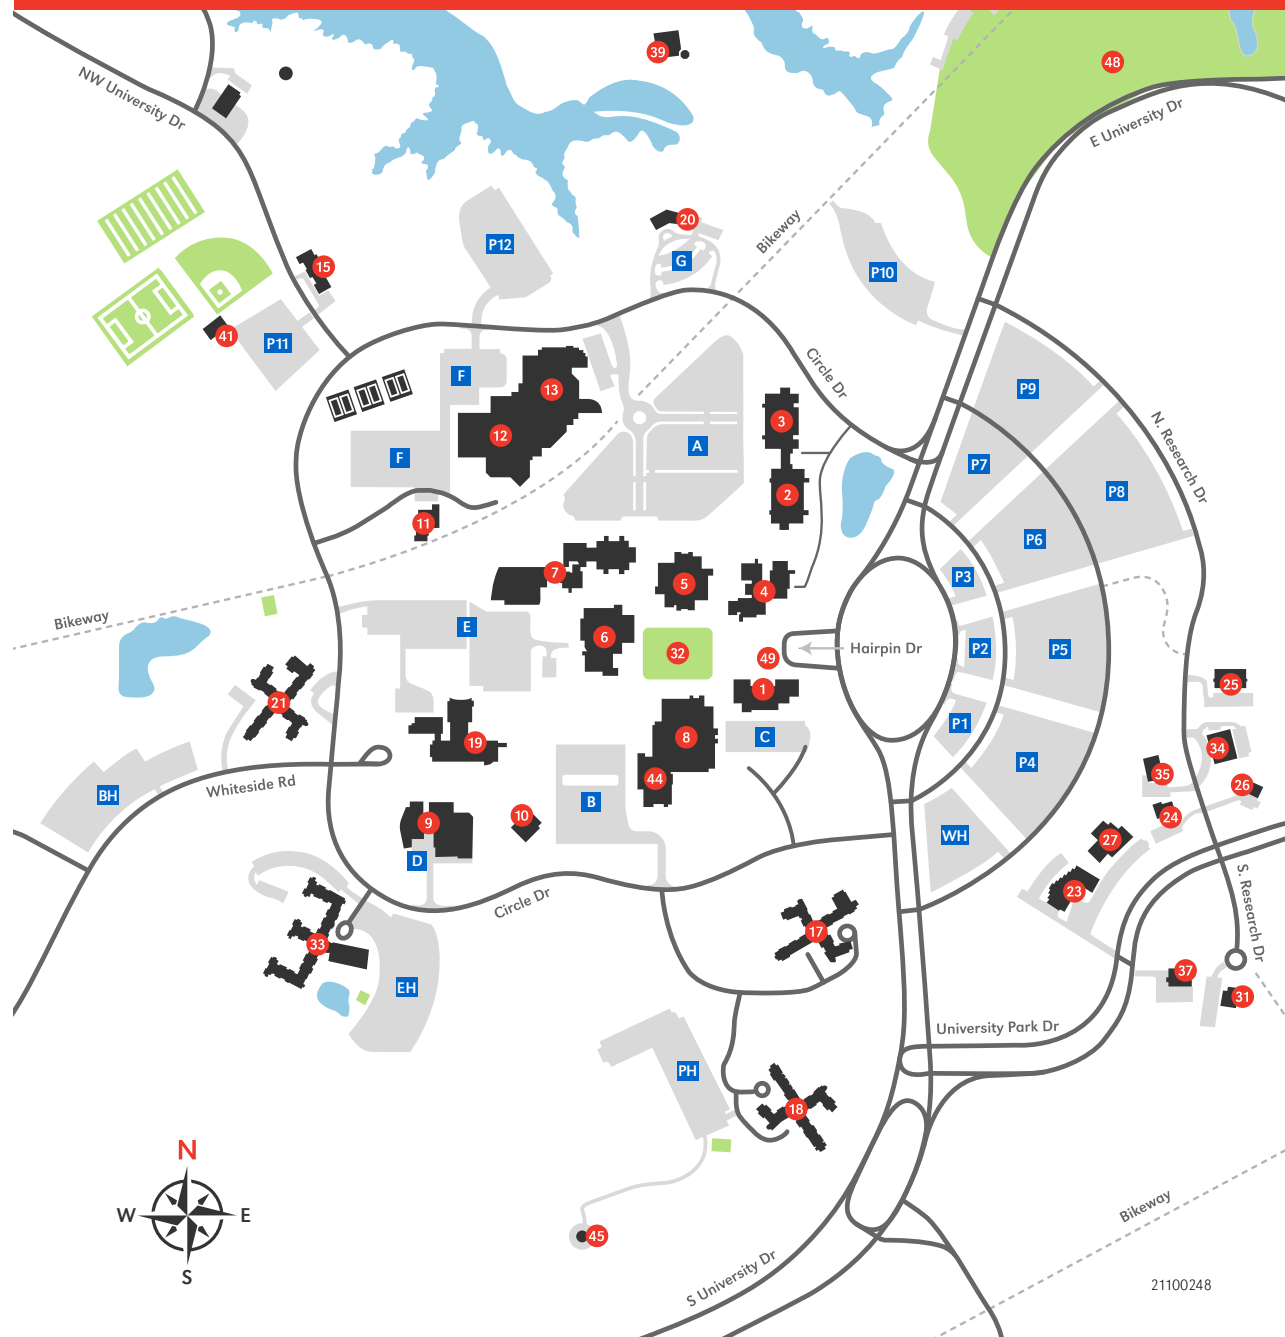 39
48
NW University Dr
E University Dr
20
Bikeway
P12
G
15
P10
41
P11
Circle Dr
F
13
P9
3
N. Research Dr
12
A
F
P7
2
P8
11
P6
7
P3
5
4
Bikeway
E
6
32
49
Hairpin Dr
P2
P5
25
1
21
P1
19
8
C
34
P4
35
44
Whiteside Rd
26
BH
B
10
24
9
WH
27
D
23
S. Research Dr
Circle Dr
17
33
37
EH
31
University Park Dr
PH
18
N
W
E
S
Bikeway
45
S University Dr
21100248